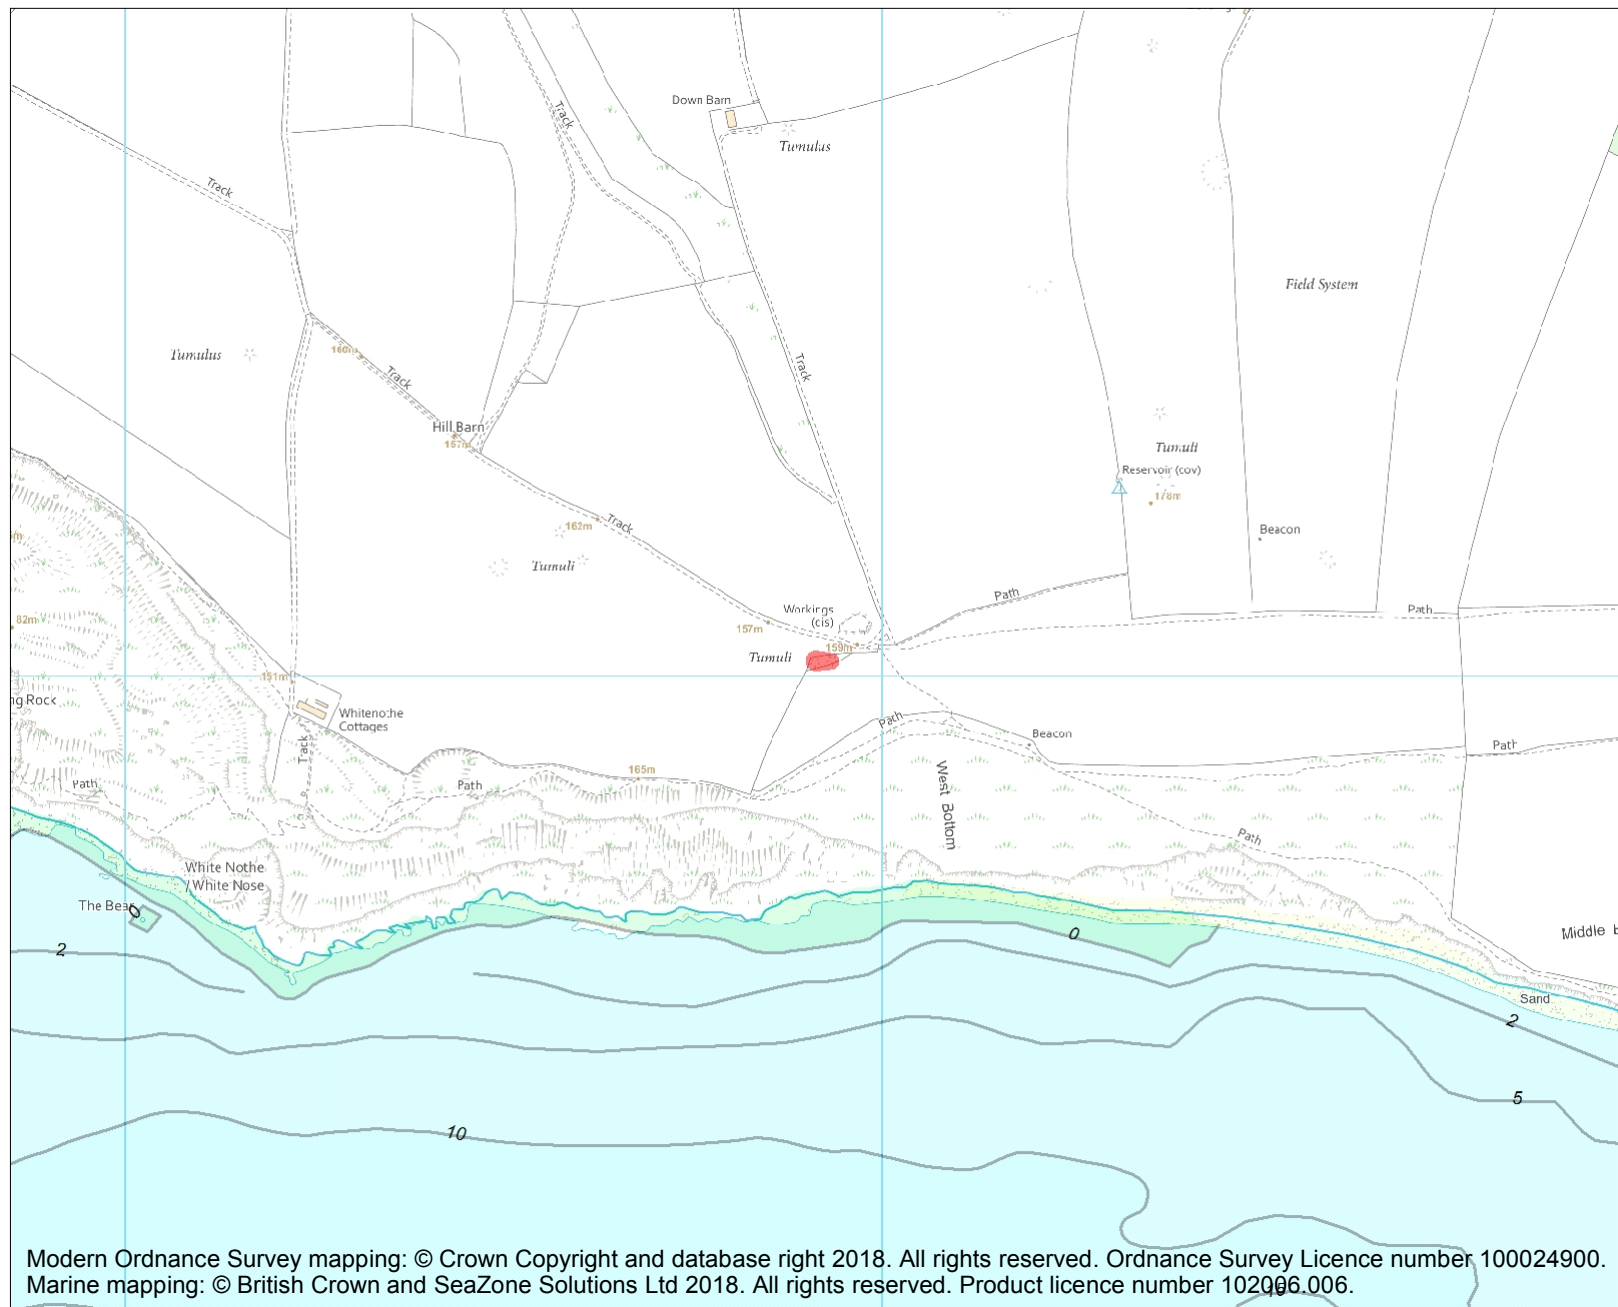 Down Barn
Track
Tumulus
Track
Field System
Tumulus
160m
Track
Track
Hill Barn
157m
Tumuli
Reservoir (cov)
178m
162m
Track
Beacon
Tumuli
Path
Workings
(dis)
Path
82m
157m
159m
Tumuli
151m
ng Rock
Whitenothe
Cottages
Path
Beacon
Track
Path
165m
Path
Path
West Bottom
Path
White Nothe
/White Nose
The Bear
0
0
2
Middle B
Sand
2
5
10
Modern Ordnance Survey mapping: © Crown Copyright and database right 2018. All rights reserved. Ordnance Survey Licence number 100024900.
Marine mapping: © British Crown and SeaZone Solutions Ltd 2018. All rights reserved. Product licence number 102006.006.